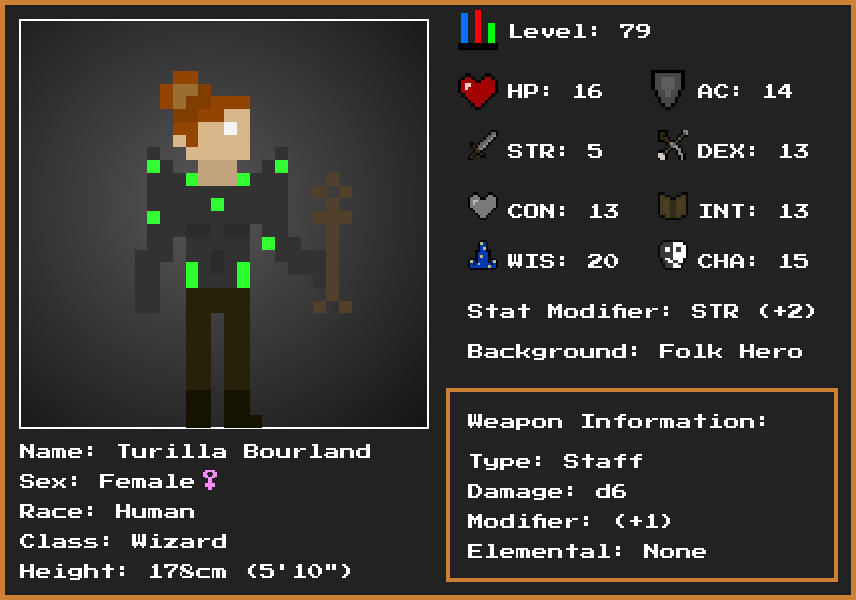 Level: 79
HP: 16
AC: 14
STR: 5
DEX: 13
CON: 13
INT: 13
WIS: 20
CHA: 15
Stat Modifier: STR (+2)
Background: Folk Hero
Weapon Information:
Type: Staff
Damage: d6
Modifier: (+1)
Elemental: None
Name: Turilla Bourland
Sex: Female♀
Race: Human
Class: Wizard
Height: 178cm (5'10")